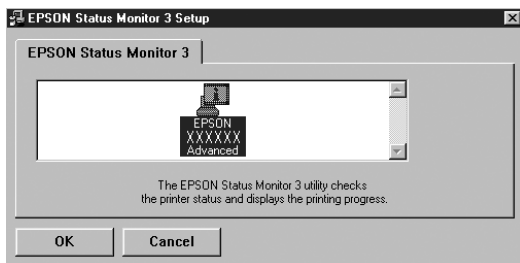 EPSON Status Monitor 3 Setup
EPSON Status Monitor 3
i
EPSON
XXXXXX
Advanced
The EPSON Status Monitor 3 utility checks
the printer status and displays the printing progress.
OK Cancel